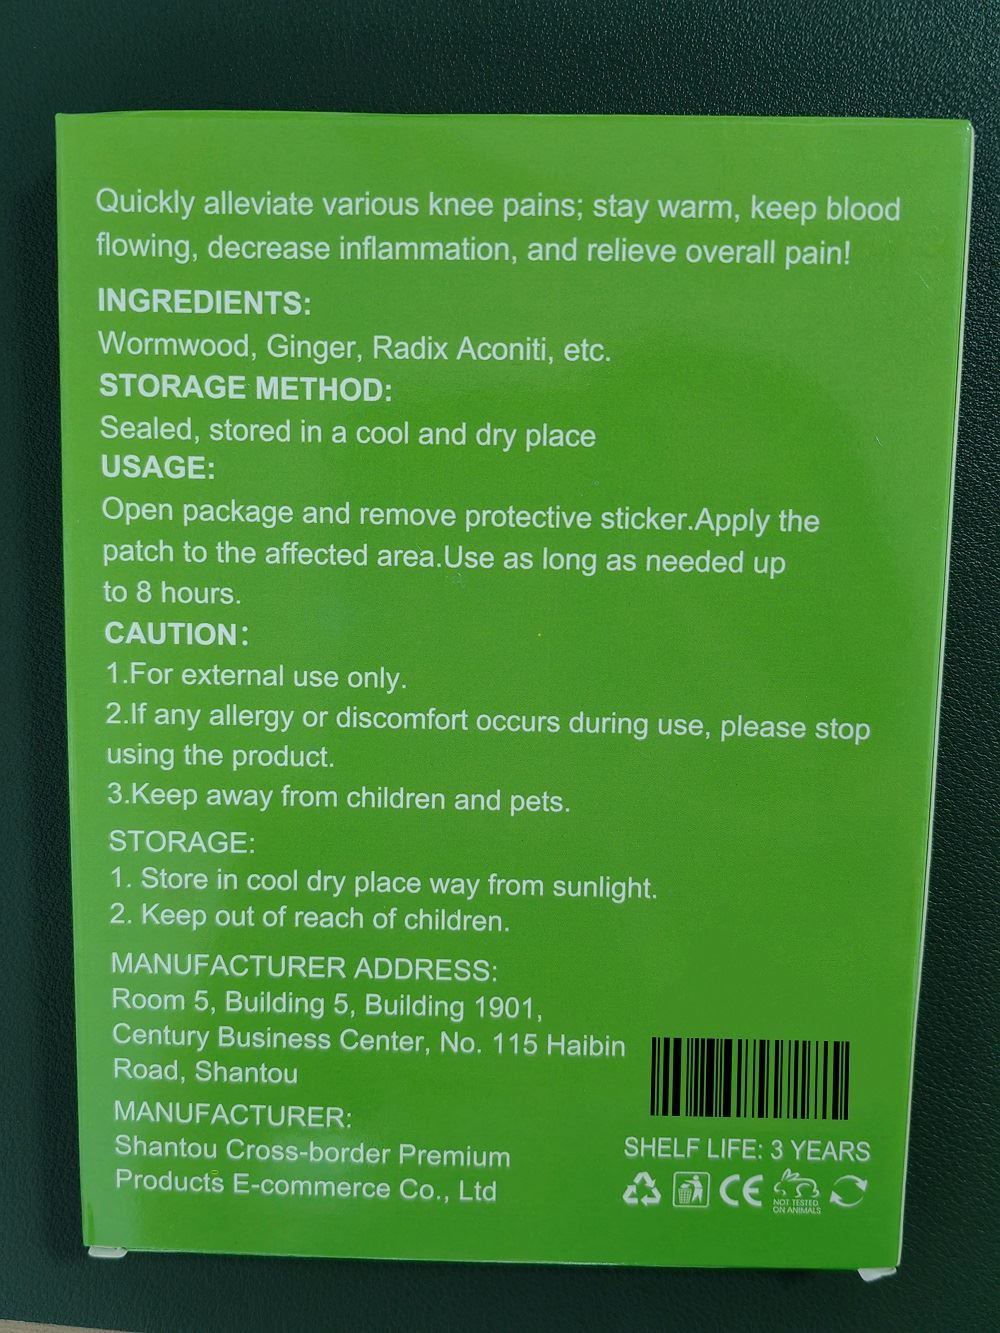 Quickly alleviate various knee pains; stay warm, keep blood
flowing, decrease inflammation, and relieve overall pain!
INGREDIENTS:
Wormwood, Ginger, Radix Aconiti, etc.
STORAGE METHOD:
Sealed, stored in a cool and dry place
USAGE:
Open package and remove protective sticker.Apply the
patch to the affected area.Use as long as needed up
to 8 hours.
CAUTION:
1.For external use only.
2.If any allergy or discomfort occurs during use, please stop
using the product.
3.Keep away from children and pets.
STORAGE:
1. Store in cool dry place way from sunlight.
2. Keep out of reach of children.
MANUFACTURER ADDRESS:
Room 5, Building 5, Building 1901,
Century Business Center, No. 115 Haibin
Road, Shantou
MANUFACTURER:
Shantou Cross-border Premium
Products E-commerce Co., Ltd
SHELF LIFE: 3 YEARS
CE
NOT TESTED
ON ANIMALS